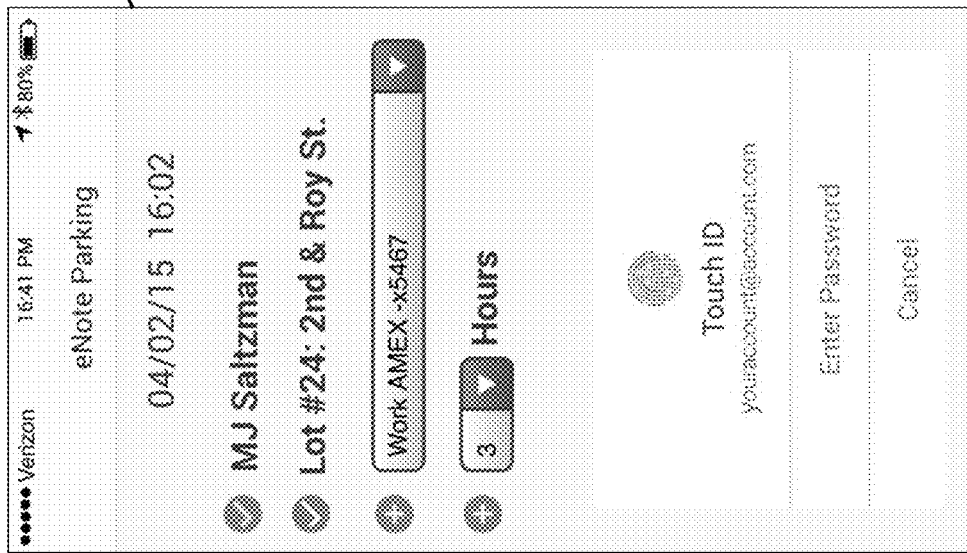 ●●●●● Verizon 16:41 PM 80%
eNote Parking
04/02/15 16:02
MJ Saltzman
Lot #24: 2nd & Roy St.
Work AMEX -x5467
3 Hours
Touch ID
youraccount@account.com
Enter Password
Cancel